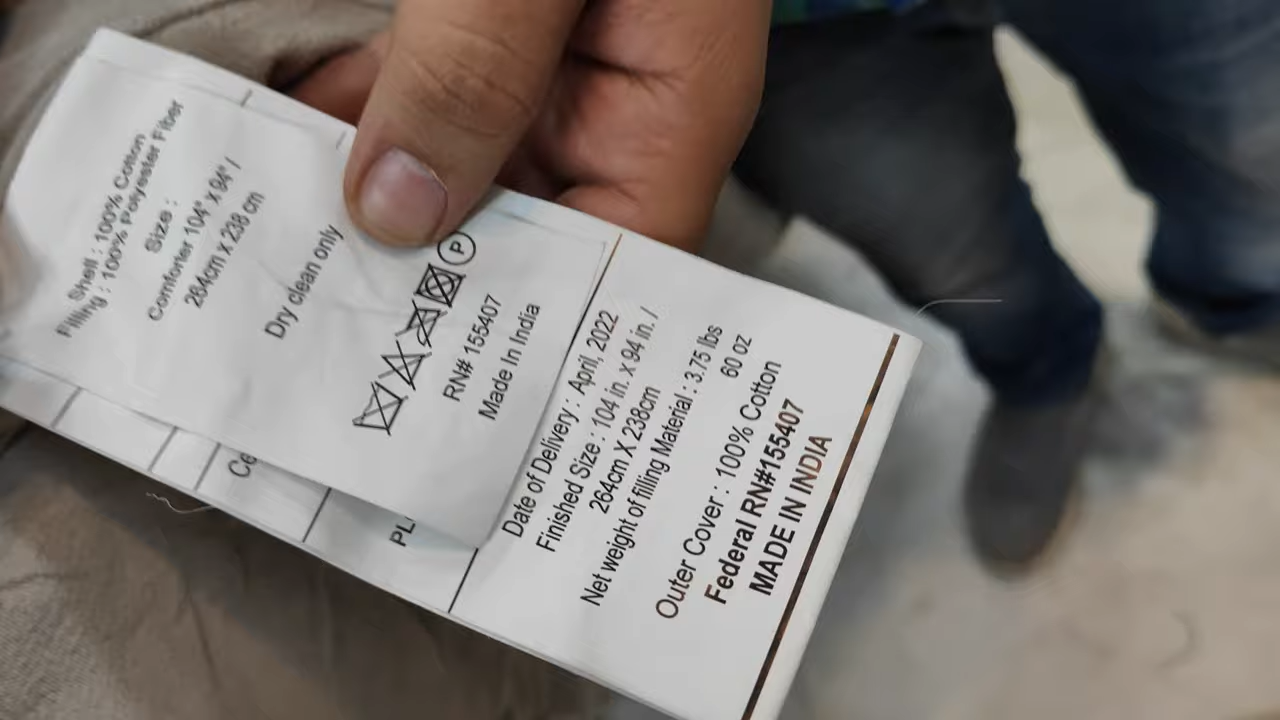 Shell : 100% Cotton
Filling : 100% Polyester Fiber
Size :
Comforter 104" X 94" /
264cm x 238 cm
Dry clean only
P
RN# 155407
Made In India
Ce
PL
Date of Delivery : April, 2022
Finished Size : 104 in. x 94 in. /
264cm X 238cm
Net weight of filling Material : 3.75 lbs
60 oz
Outer Cover : 100% Cotton
Federal RN#155407
MADE IN INDIA